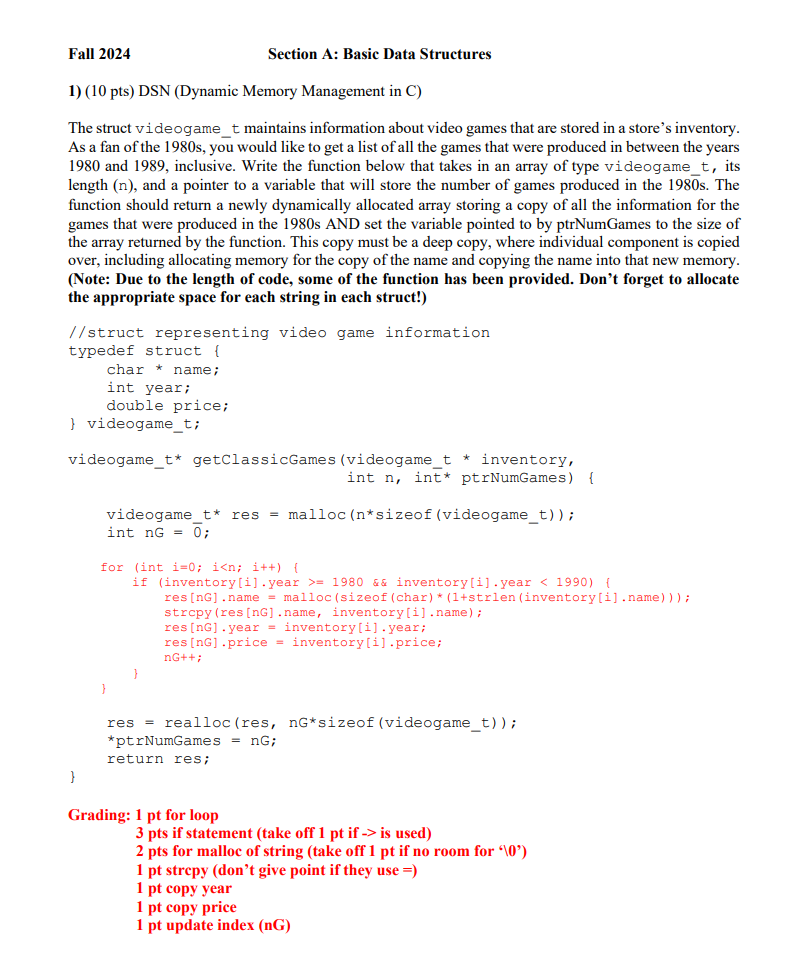 Fall 2024 Section A: Basic Data Structures
1) (10 pts) DSN (Dynamic Memory Management in C)
The struct videogame_t maintains information about video games that are stored in a store's inventory.
As a fan of the 1980s, you would like to get a list of all the games that were produced in between the years
1980 and 1989, inclusive. Write the function below that takes in an array of type videogame_t, its
length (n), and a pointer to a variable that will store the number of games produced in the 1980s. The
function should return a newly dynamically allocated array storing a copy of all the information for the
games that were produced in the 1980s AND set the variable pointed to by ptrNumGames to the size of
the array returned by the function. This copy must be a deep copy, where individual component is copied
over, including allocating memory for the copy of the name and copying the name into that new memory.
(Note: Due to the length of code, some of the function has been provided. Don't forget to allocate
the appropriate space for each string in each struct!)
//struct representing video game information
typedef struct {
    char * name;
    int year;
    double price;
} videogame_t;
videogame_t* getClassicGames(videogame_t * inventory,
                             int n, int* ptrNumGames) {
    videogame_t* res = malloc(n*sizeof(videogame_t));
    int nG = 0;
    for (int i=0; i<n; i++) {
        if (inventory[i].year >= 1980 && inventory[i].year < 1990) {
            res[nG].name = malloc(sizeof(char)*(1+strlen(inventory[i].name)));
            strcpy(res[nG].name, inventory[i].name);
            res[nG].year = inventory[i].year;
            res[nG].price = inventory[i].price;
            nG++;
        }
    }
    res = realloc(res, nG*sizeof(videogame_t));
    *ptrNumGames = nG;
    return res;
}
Grading: 1 pt for loop
3 pts if statement (take off 1 pt if -> is used)
2 pts for malloc of string (take off 1 pt if no room for '\0')
1 pt strcpy (don't give point if they use =)
1 pt copy year
1 pt copy price
1 pt update index (nG)